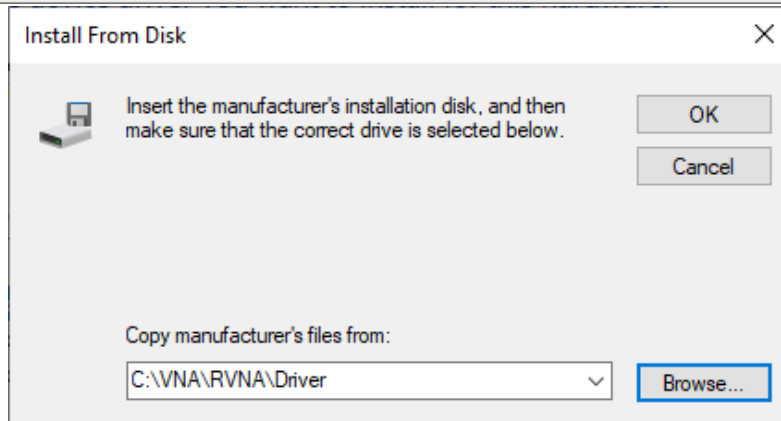 Install From Disk
Insert the manufacturer's installation disk, and then
make sure that the correct drive is selected below.
OK
Cancel
Copy manufacturer's files from:
C:\VNA\RVNA\Driver
Browse...